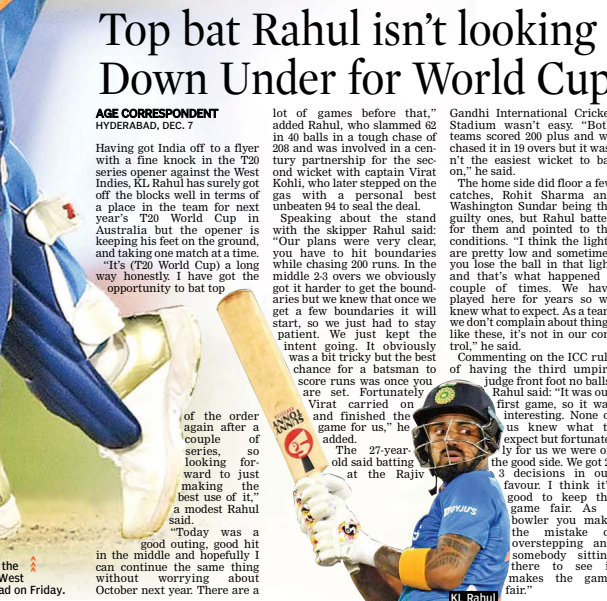 Top bat Rahul isn't looking
Down Under for World Cup
AGE CORRESPONDENT
HYDERABAD, DEC. 7
Having got India off to a flyer
with a fine knock in the T20
series opener against the West
Indies, KL Rahul has surely got
off the blocks well in terms of
a place in the team for next
year's T20 World Cup in
Australia but the opener is
keeping his feet on the ground,
and taking one match at a time.
"It's (T20 World Cup) a long
way honestly. I have got the
opportunity to bat top
of the order
again after a
couple of
series, so
looking for-
ward to just
making the
best use of it,"
a modest Rahul
said.
"Today was a
good outing, good hit
in the middle and hopefully I
can continue the same thing
without worrying about
October next year. There are a
lot of games before that,"
added Rahul, who slammed 62
in 40 balls in a tough chase of
208 and was involved in a cen-
tury partnership for the sec-
ond wicket with captain Virat
Kohli, who later stepped on the
gas with a personal best
unbeaten 94 to seal the deal.
Speaking about the stand
with the skipper Rahul said:
"Our plans were very clear,
you have to hit boundaries
while chasing 200 runs. In the
middle 2-3 overs we obviously
got it harder to get the bound-
aries but we knew that once we
get a few boundaries it will
start, so we just had to stay
patient. We just kept the
intent going. It obviously
was a bit tricky but the best
chance for a batsman to
score runs was once you
are set. Fortunately
Virat carried on
and finished the
game for us," he
added.
The 27-year-
old said batting
at the Rajiv
Gandhi International Cricke
Stadium wasn't easy. "Bot
teams scored 200 plus and w
chased it in 19 overs but it was
n't the easiest wicket to ba
on," he said.
The home side did floor a few
catches, Rohit Sharma an
Washington Sundar being th
guilty ones, but Rahul batte
for them and pointed to th
conditions. "I think the light
are pretty low and sometime
you lose the ball in that ligh
and that's what happened
couple of times. We hav
played here for years so w
knew what to expect. As a team
we don't complain about thing
like these, it's not in our con
trol," he said.
Commenting on the ICC rul
of having the third umpir
judge front foot no balls
Rahul said: "It was ou
first game, so it wa
interesting. None o
us knew what t
expect but fortunate
ly for us we were o
the good side. We got 2
3 decisions in ou
favour. I think it'
good to keep th
game fair. As
bowler you mak
the mistake o
overstepping an
somebody sittin
there to see i
makes the gam
fair."
BYJU'S
KL Rahul
the
West
ad on Friday.